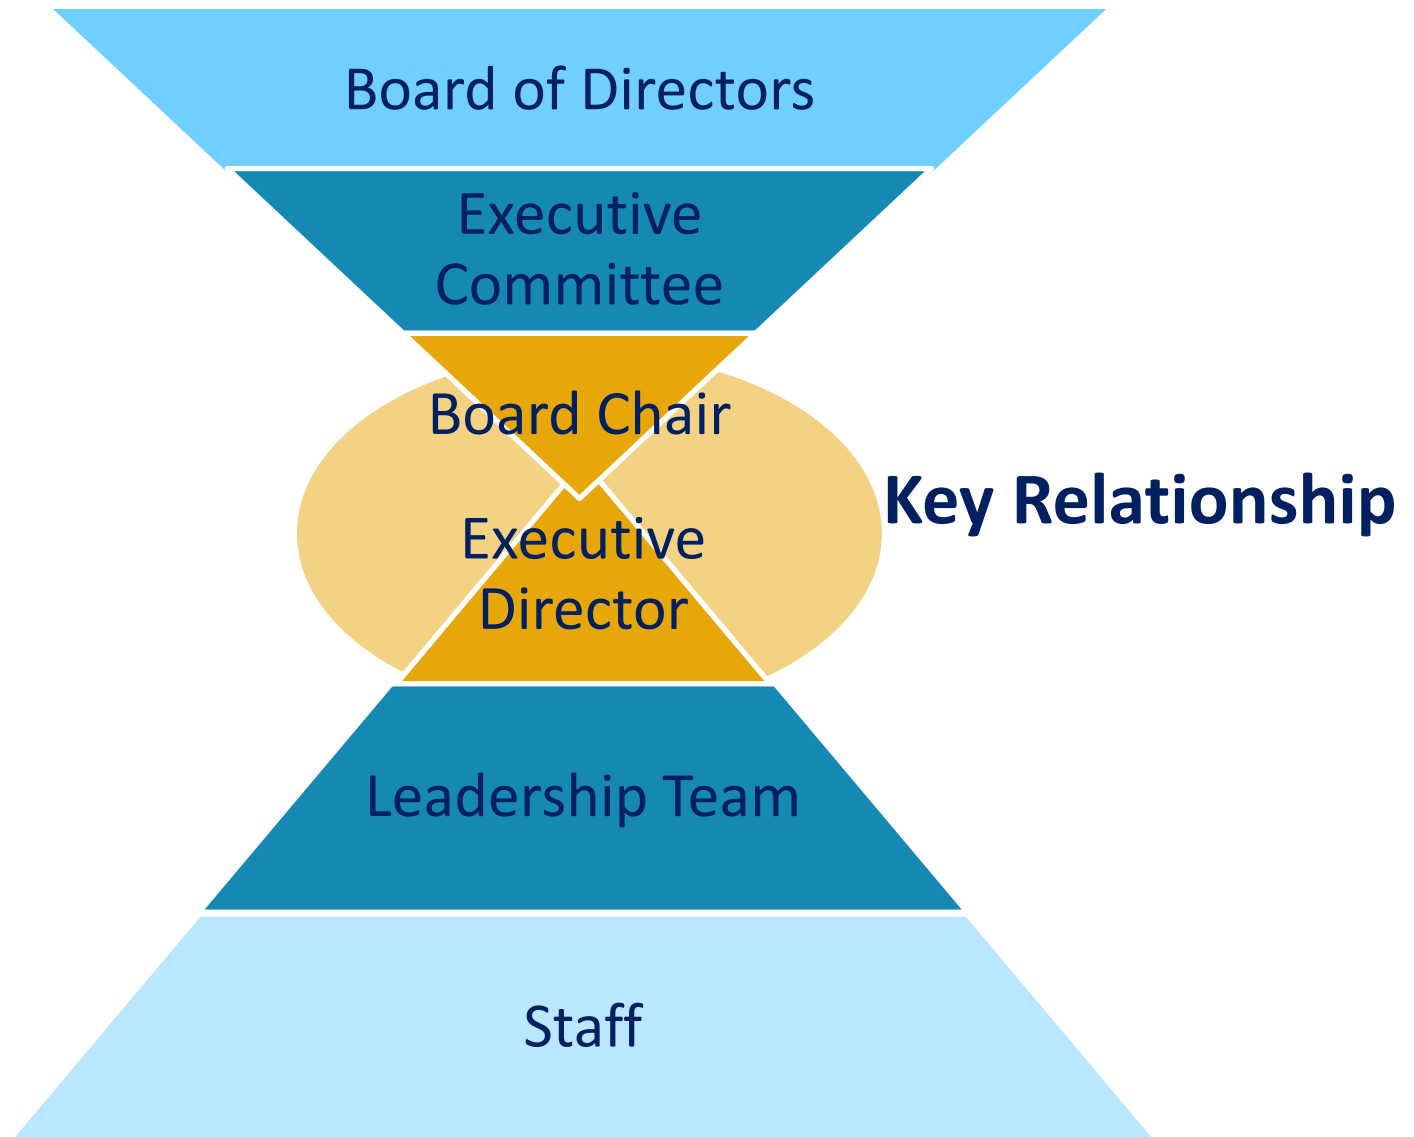 Board of Directors
Executive
Committee
Board Chair
Key Relationship
Executive
Director
Leadership Team
Staff